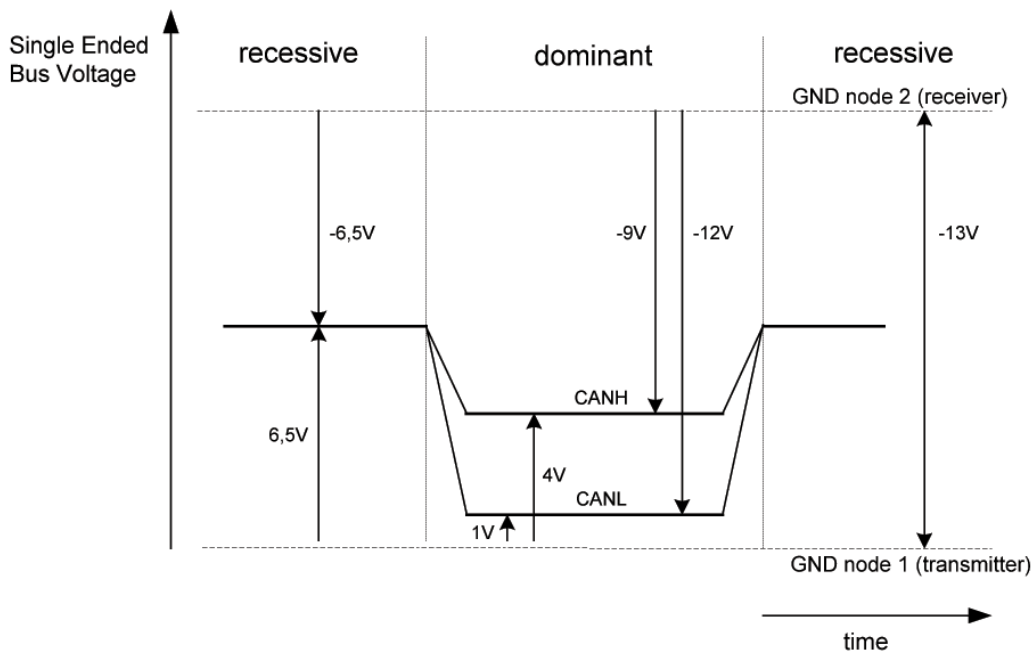 Single Ended
Bus Voltage
recessive
dominant
recessive
GND node 2 (receiver)
-6,5V
-9V
-12V
-13V
CANH
6,5V
4V
CANL
1V
GND node 1 (transmitter)
time